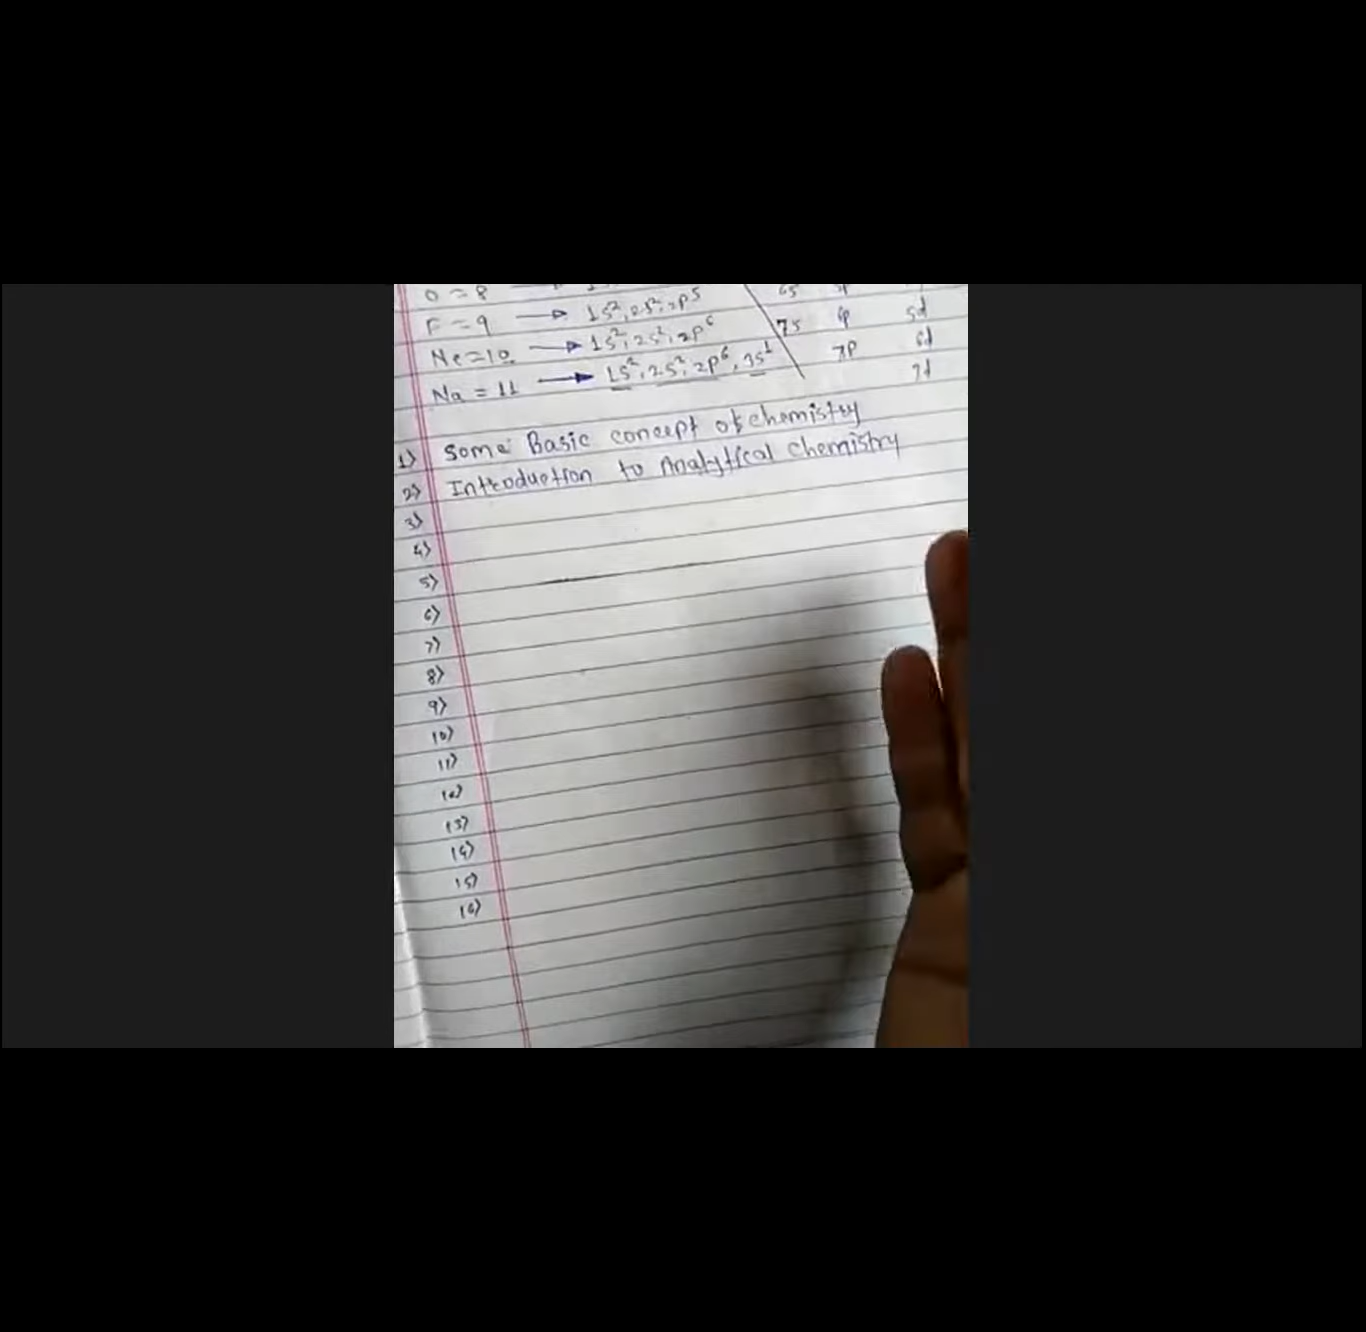 O = 8
F = 9 → 1s², 2s², 2p⁵
Ne = 10 → 1s², 2s², 2p⁶ 7s 6p 5d
Na = 11 → 1s², 2s², 2p⁶, 3s¹ 7p 6d
7d
1) Some Basic concept of chemistry
2) Introduction to Analytical chemistry
3)
4)
5)
6)
7)
8)
9)
10)
11)
12)
13)
14)
15)
16)